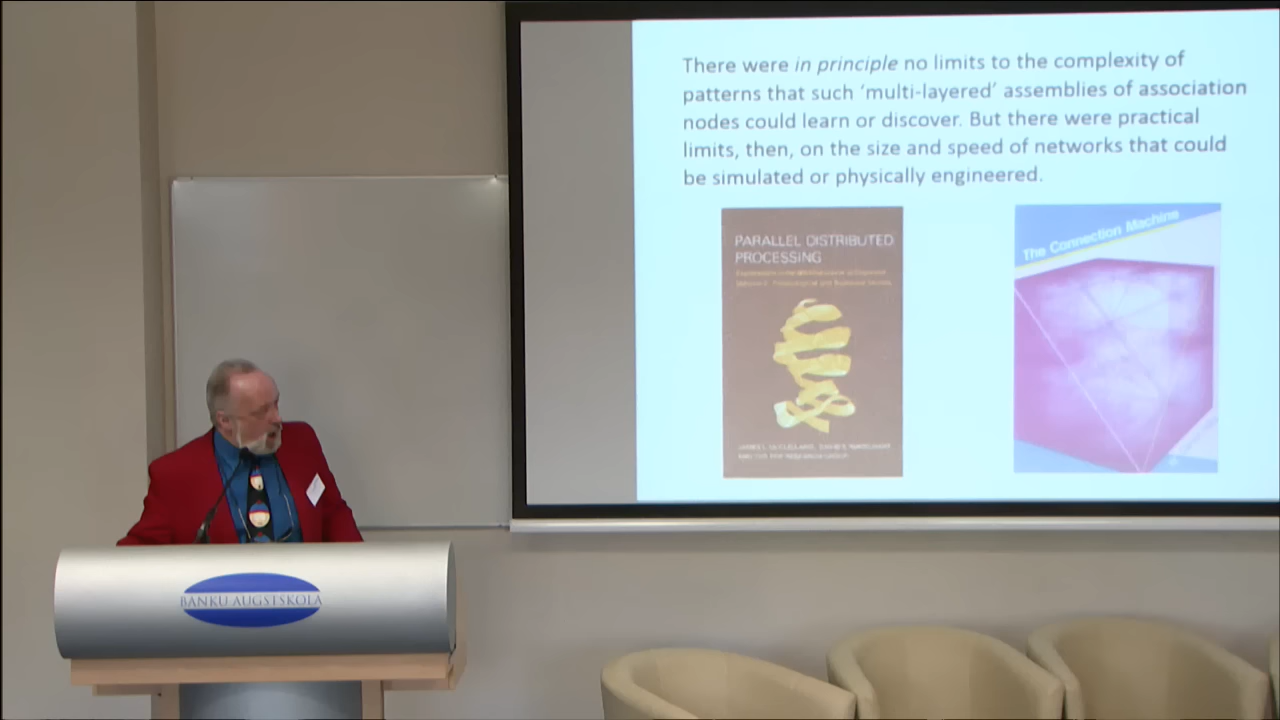 There were in principle no limits to the complexity of
patterns that such ‘multi-layered’ assemblies of association
nodes could learn or discover. But there were practical
limits, then, on the size and speed of networks that could
be simulated or physically engineered.
PARALLEL DISTRIBUTED
PROCESSING
The Connection Machine
BANKU AUGSTSKOLA